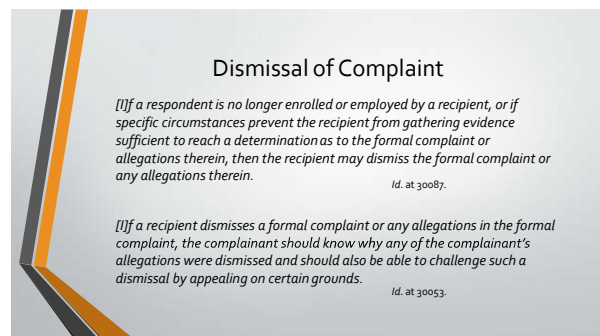 Dismissal of Complaint
[I]f a respondent is no longer enrolled or employed by a recipient, or if
specific circumstances prevent the recipient from gathering evidence
sufficient to reach a determination as to the formal complaint or
allegations therein, then the recipient may dismiss the formal complaint or
any allegations therein.
Id. at 30087.
[I]f a recipient dismisses a formal complaint or any allegations in the formal
complaint, the complainant should know why any of the complainant's
allegations were dismissed and should also be able to challenge such a
dismissal by appealing on certain grounds.
Id. at 30053.